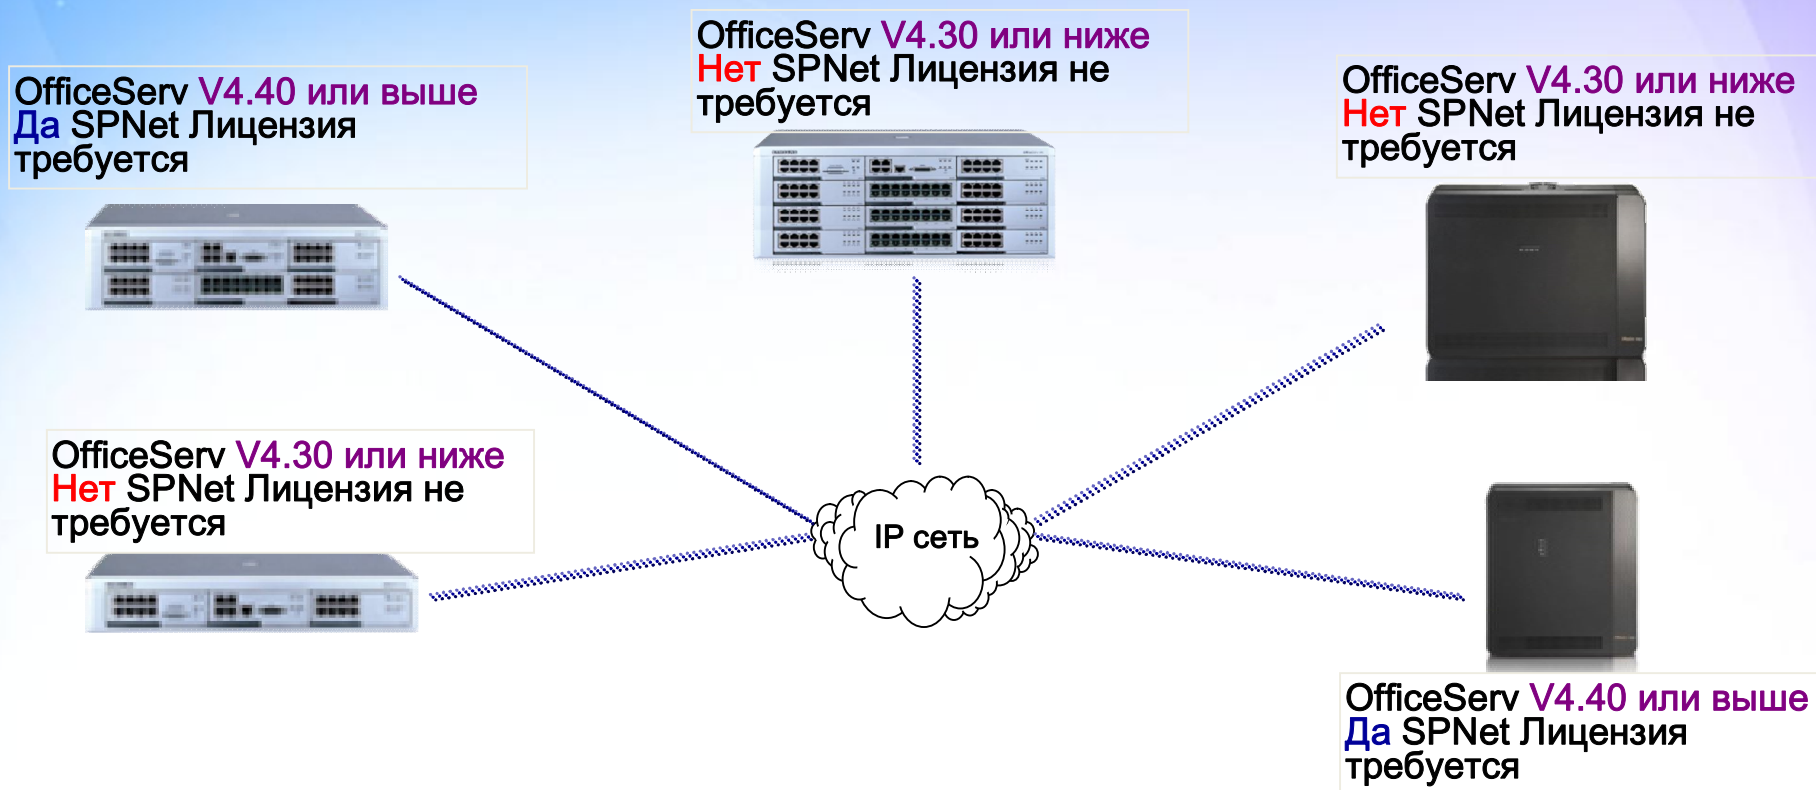 OfficeServ V4.40 или выше
Да SPNet Лицензия
требуется
OfficeServ V4.30 или ниже
Нет SPNet Лицензия не
требуется
OfficeServ V4.30 или ниже
Нет SPNet Лицензия не
требуется
OfficeServ V4.30 или ниже
Нет SPNet Лицензия не
требуется
IP сеть
OfficeServ V4.40 или выше
Да SPNet Лицензия
требуется